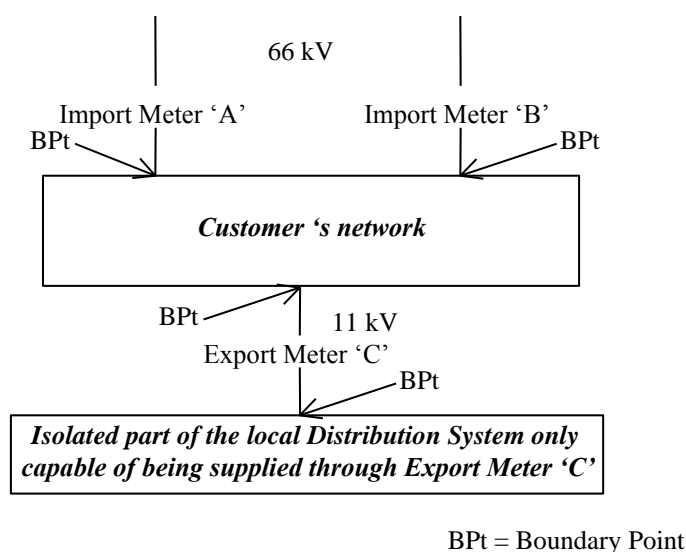 66 kV
Import Meter ‘A’
Import Meter ‘B’
BPt
BPt
Customer ‘s network
BPt
11 kV
Export Meter ‘C’
BPt
Isolated part of the local Distribution System only
capable of being supplied through Export Meter ‘C’
BPt = Boundary Point